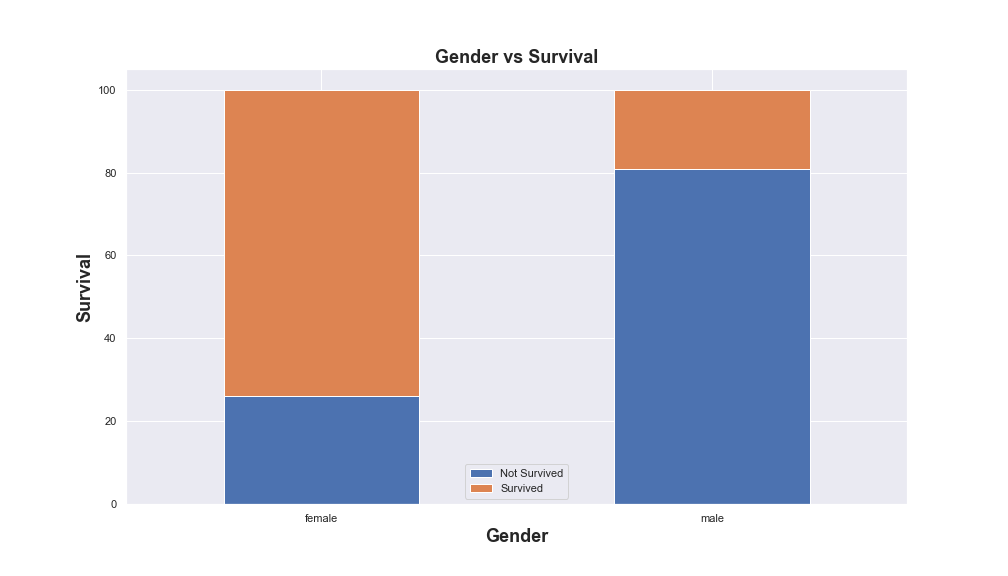 Gender vs Survival
100
80
60
40
20
0
Survival
Not Survived
Survived
female
male
Gender